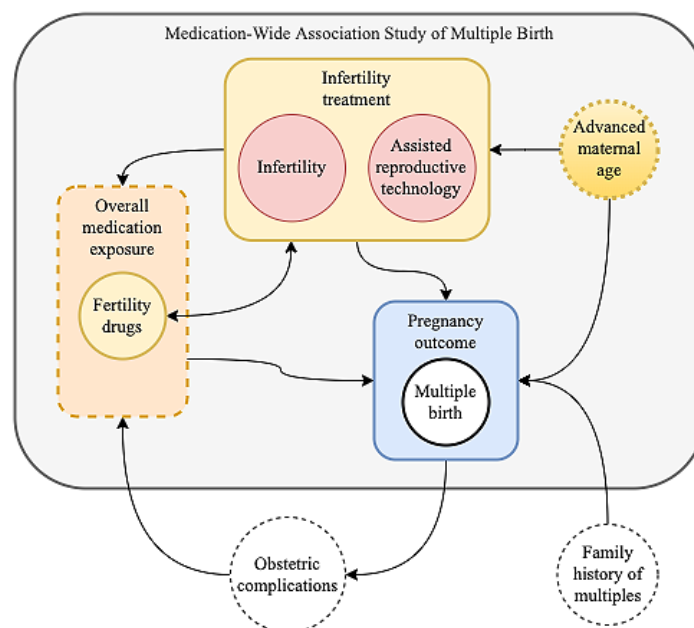 Medication-Wide Association Study of Multiple Birth
Infertility
treatment
Infertility
Assisted
reproductive
technology
Advanced
maternal
age
Overall
medication
exposure
Fertility
drugs
Pregnancy
outcome
Multiple
birth
Obstetric
complications
Family
history of
multiples